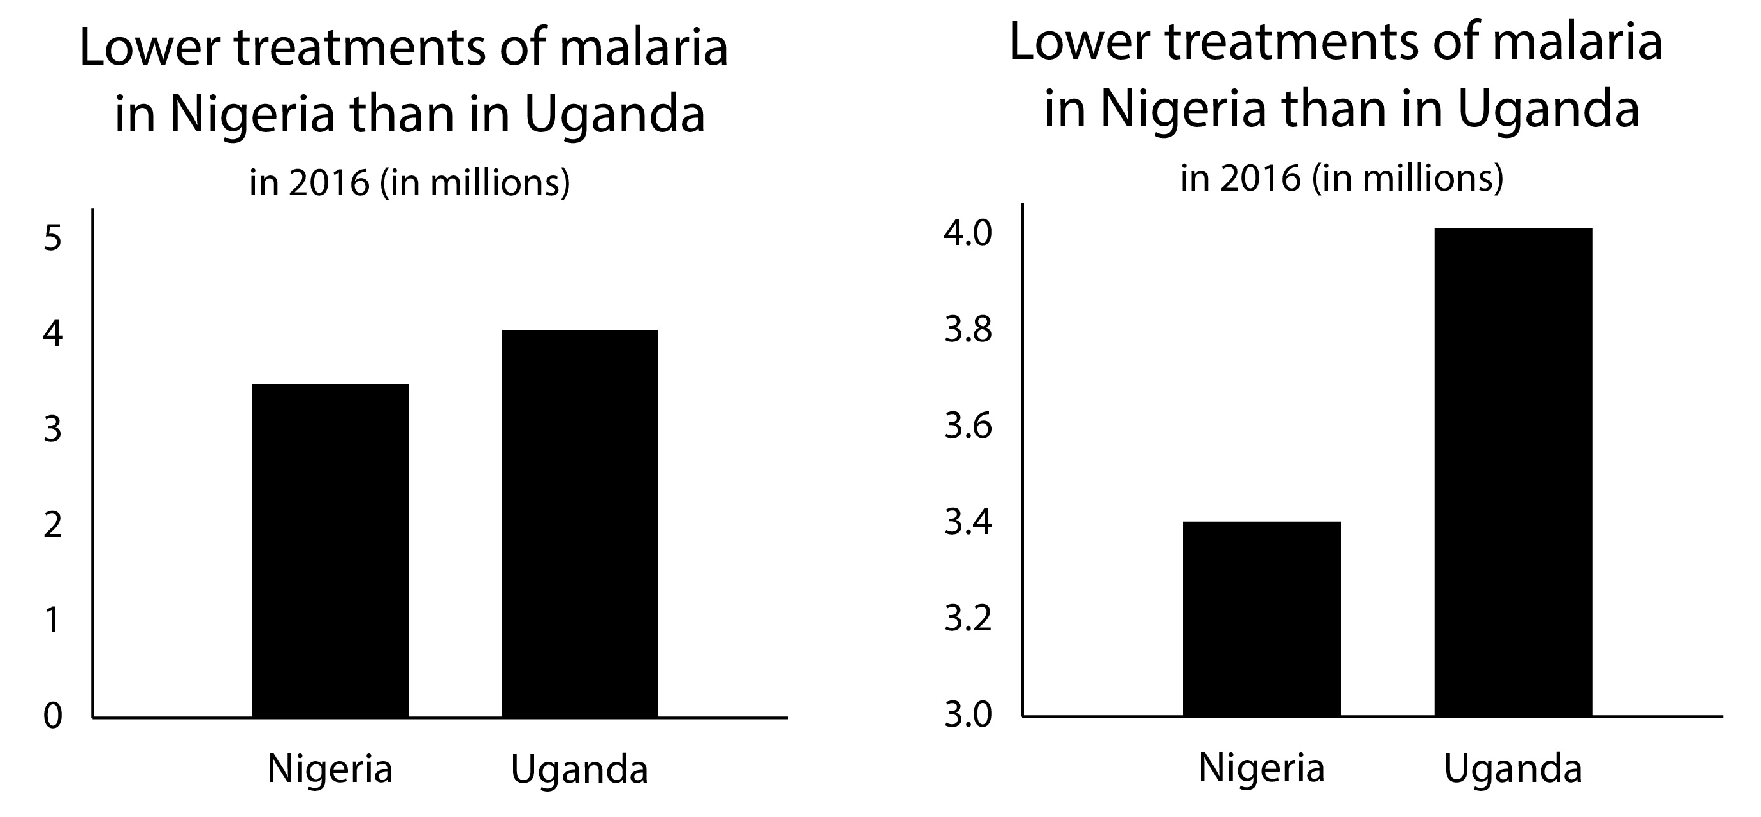 Lower treatments of malaria
in Nigeria than in Uganda
in 2016 (in millions)
5
4
3
2
1
0
Nigeria Uganda
Lower treatments of malaria
in Nigeria than in Uganda
in 2016 (in millions)
4.0
3.8
3.6
3.4
3.2
3.0
Nigeria Uganda